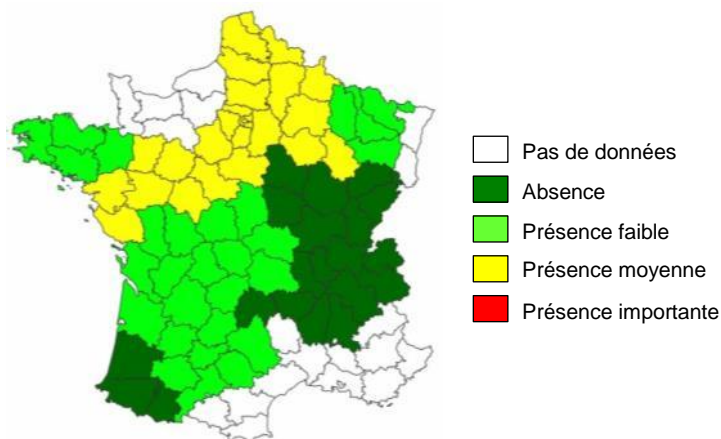 Pas de données
Absence
Présence faible
Présence moyenne
Présence importante